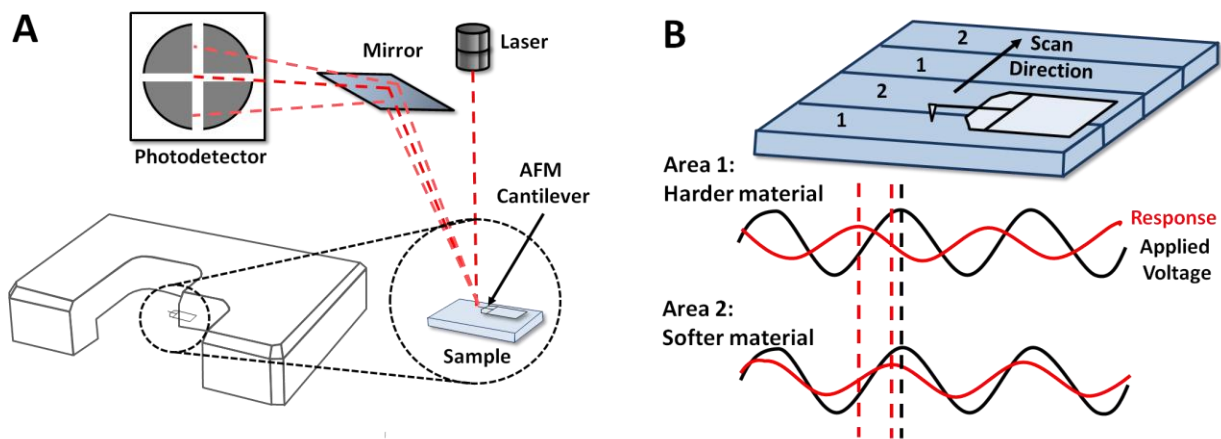 A
Mirror
Laser
Photodetector
AFM
Cantilever
Sample
B
2
Scan
1
Direction
2
1
Area 1:
Harder material
Response
Applied
Voltage
Area 2:
Softer material